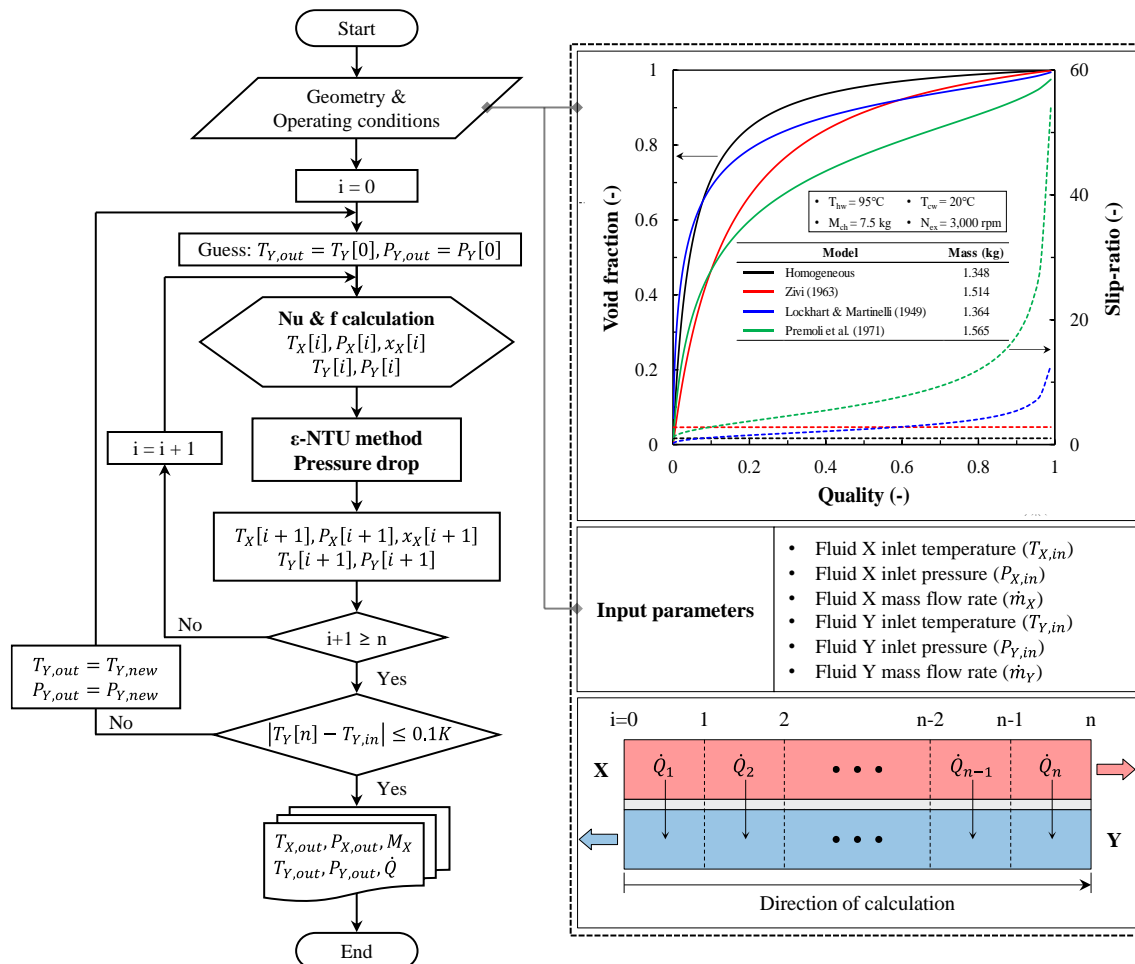 Start
Geometry &
Operating conditions
i = 0
Guess: T_{Y,out} = T_Y[0], P_{Y,out} = P_Y[0]
Nu & f calculation
T_X[i], P_X[i], x_X[i]
T_Y[i], P_Y[i]
i = i + 1
ε-NTU method
Pressure drop
T_X[i + 1], P_X[i + 1], x_X[i + 1]
T_Y[i + 1], P_Y[i + 1]
No
i+1 ≥ n
Yes
T_{Y,out} = T_{Y,new}
P_{Y,out} = P_{Y,new}
No
|T_Y[n] − T_{Y,in}| ≤ 0.1K
Yes
T_{X,out}, P_{X,out}, M_X
T_{Y,out}, P_{Y,out}, Q̇
End
Void fraction (-)
1
0.8
0.6
0.4
0.2
0
60
40
20
0
Slip-ratio (-)
0 0.2 0.4 0.6 0.8 1
Quality (-)
• T_{hw} = 95℃ • T_{cw} = 20℃
• M_{ch} = 7.5 kg • N_{ex} = 3,000 rpm
Model Mass (kg)
Homogeneous 1.348
Zivi (1963) 1.514
Lockhart & Martinelli (1949) 1.364
Premoli et al. (1971) 1.565
Input parameters
• Fluid X inlet temperature (T_{X,in})
• Fluid X inlet pressure (P_{X,in})
• Fluid X mass flow rate (ṁ_X)
• Fluid Y inlet temperature (T_{Y,in})
• Fluid Y inlet pressure (P_{Y,in})
• Fluid Y mass flow rate (ṁ_Y)
i=0 1 2 n-2 n-1 n
X Q̇_1 Q̇_2 • • • Q̇_{n−1} Q̇_n
• • • Y
Direction of calculation